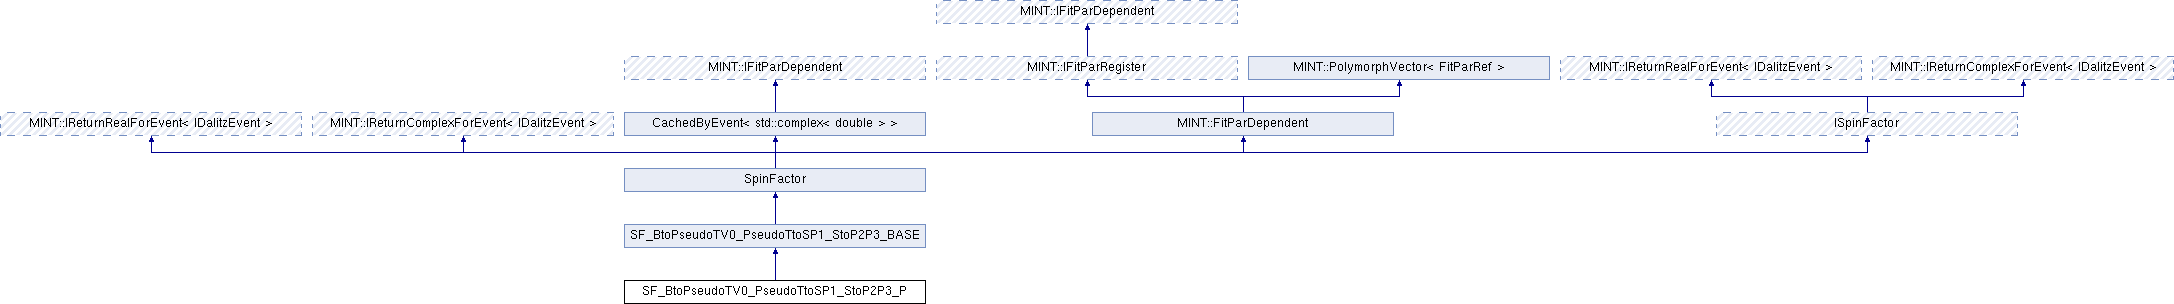 MINT::IFitParDependent
MINT::IFitParDependent
MINT::IFitParRegister
MINT::PolymorphVector< FitParRef >
MINT::IReturnRealForEvent< IDalitzEvent >
MINT::IReturnComplexForEvent< IDalitzEvent >
MINT::IReturnRealForEvent< IDalitzEvent >
MINT::IReturnComplexForEvent< IDalitzEvent >
CachedByEvent< std::complex< double > >
MINT::FitParDependent
ISpinFactor
SpinFactor
SF_BtoPseudoTV0_PseudoTtoSP1_StoP2P3_BASE
SF_BtoPseudoTV0_PseudoTtoSP1_StoP2P3_P